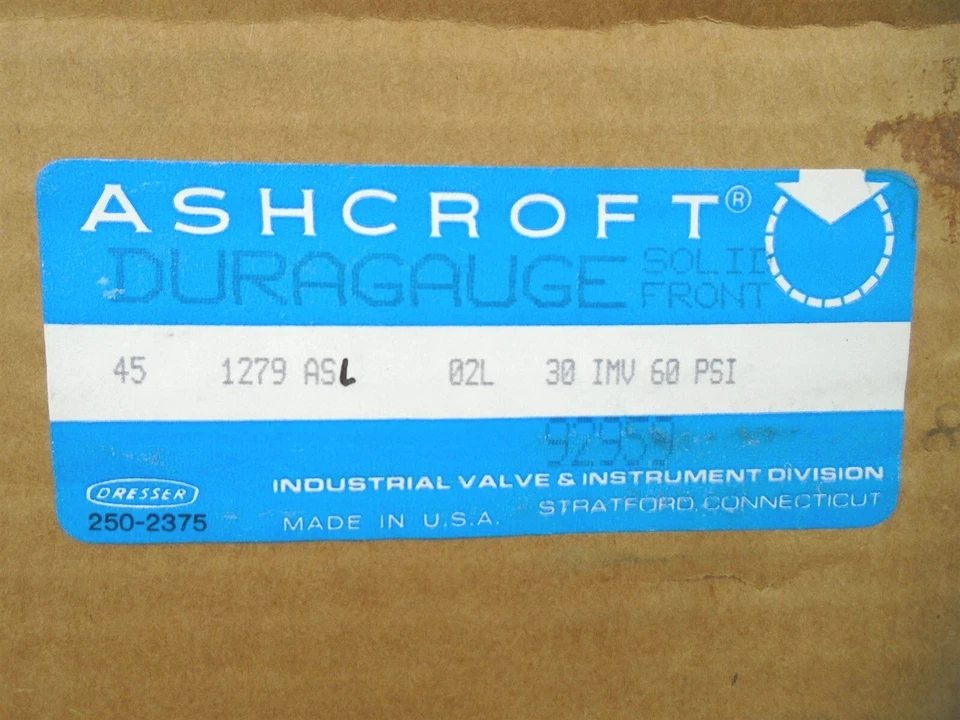 ASHCROFT®
DURAGAUGE SOLID
FRONT
45 1279 ASL 02L 30 IMV 60 PSI
92959
INDUSTRIAL VALVE & INSTRUMENT DIVISION
DRESSER
STRATFORD, CONNECTICUT
250-2375 MADE IN U.S.A.